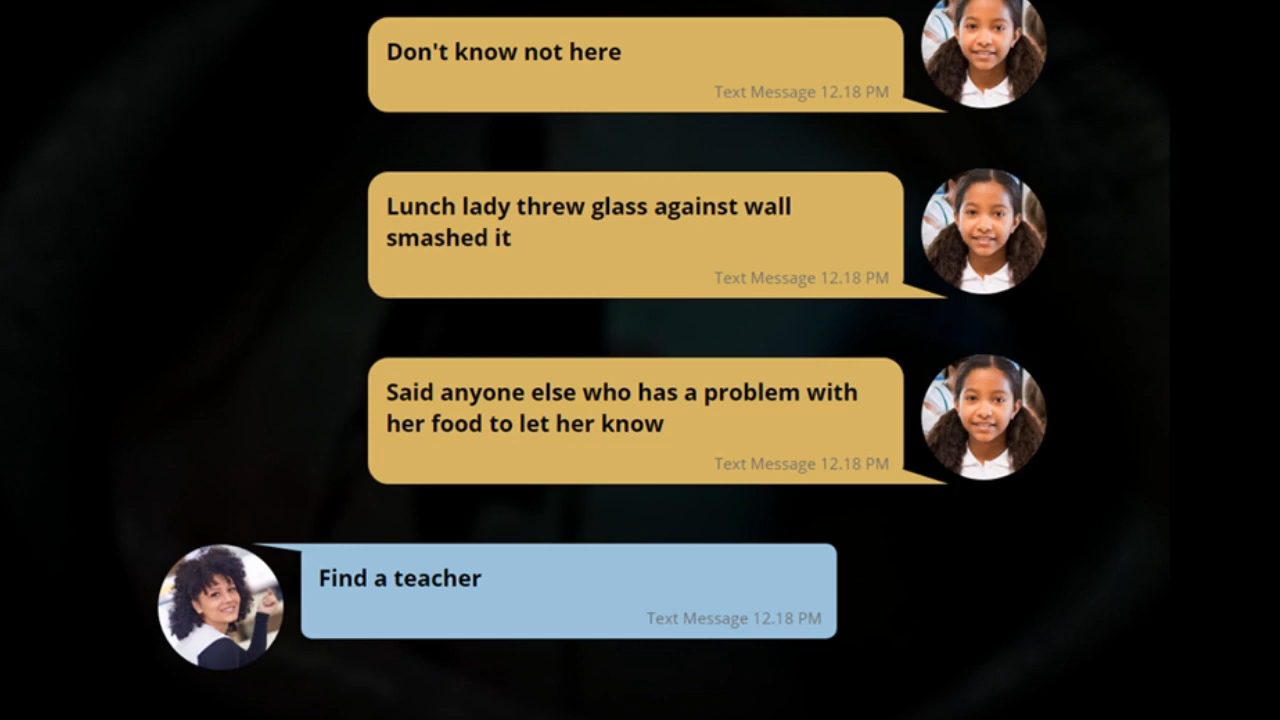 Don't know not here
Text Message 12.18 PM
Lunch lady threw glass against wall
smashed it
Text Message 12.18 PM
Said anyone else who has a problem with
her food to let her know
Text Message 12.18 PM
Find a teacher
Text Message 12.18 PM